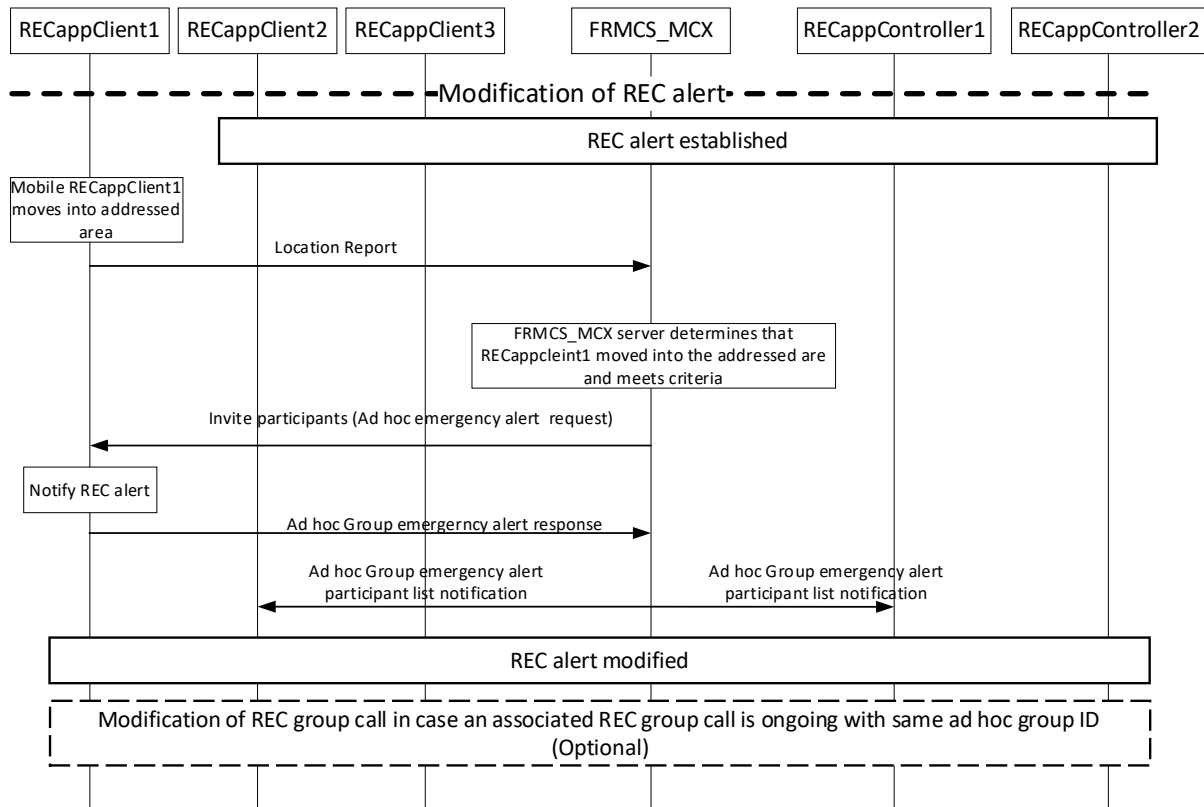 RECappClient1
RECappClient2
RECappClient3
FRMCS_MCX
RECappController1
RECappController2
Modification of REC alert
REC alert established
Mobile RECappClient1
moves into addressed
area
Location Report
FRMCS_MCX server determines that
RECappcleint1 moved into the addressed are
and meets criteria
Invite participants (Ad hoc emergency alert  request)
Notify REC alert
Ad hoc Group emergerncy alert response
Ad hoc Group emergency alert
participant list notification
Ad hoc Group emergency alert
participant list notification
REC alert modified
Modification of REC group call in case an associated REC group call is ongoing with same ad hoc group ID
(Optional)